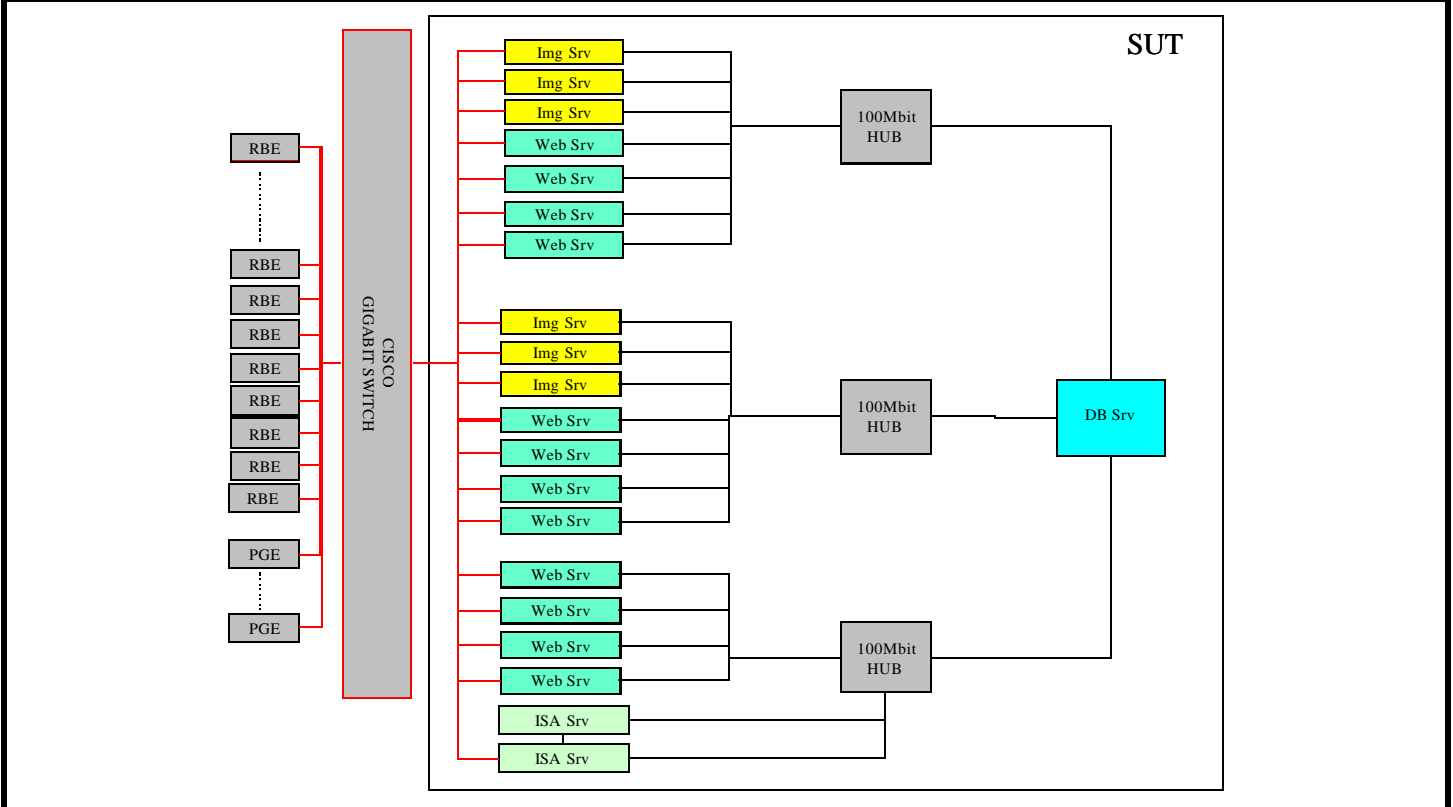 SUT
RBE
RBE
RBE
RBE
RBE
RBE
RBE
RBE
RBE
PGE
PGE
CISCO
GIGABIT SWITCH
Img Srv
Img Srv
Img Srv
Web Srv
Web Srv
Web Srv
Web Srv
100Mbit
HUB
Img Srv
Img Srv
Img Srv
Web Srv
Web Srv
Web Srv
Web Srv
100Mbit
HUB
DB Srv
Web Srv
Web Srv
Web Srv
Web Srv
100Mbit
HUB
ISA Srv
ISA Srv